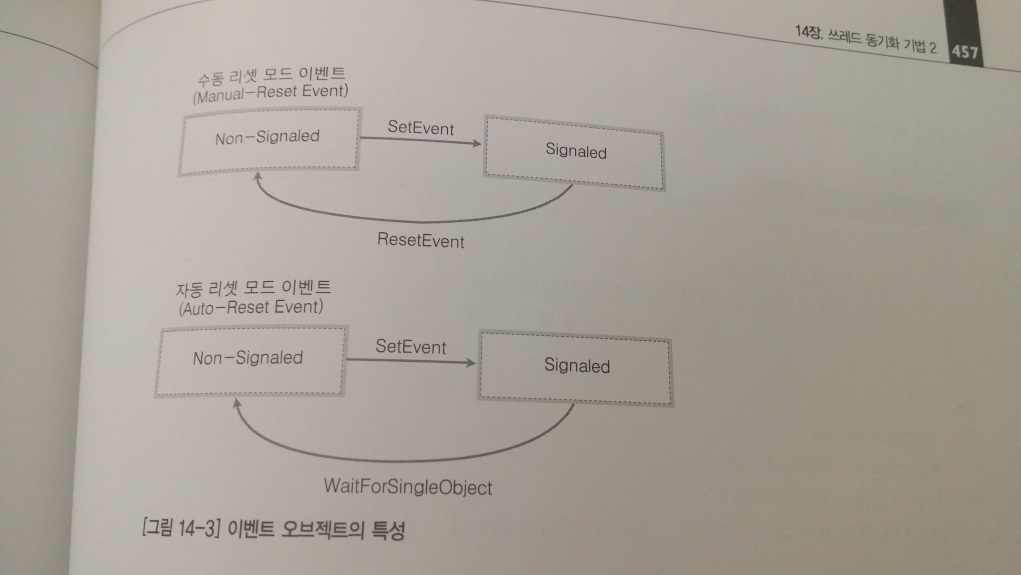 14장. 쓰레드 동기화 기법 2 457
수동 리셋 모드 이벤트
(Manual-Reset Event)
Non-Signaled
SetEvent
Signaled
ResetEvent
자동 리셋 모드 이벤트
(Auto-Reset Event)
Non-Signaled
SetEvent
Signaled
WaitForSingleObject
[그림 14-3] 이벤트 오브젝트의 특성